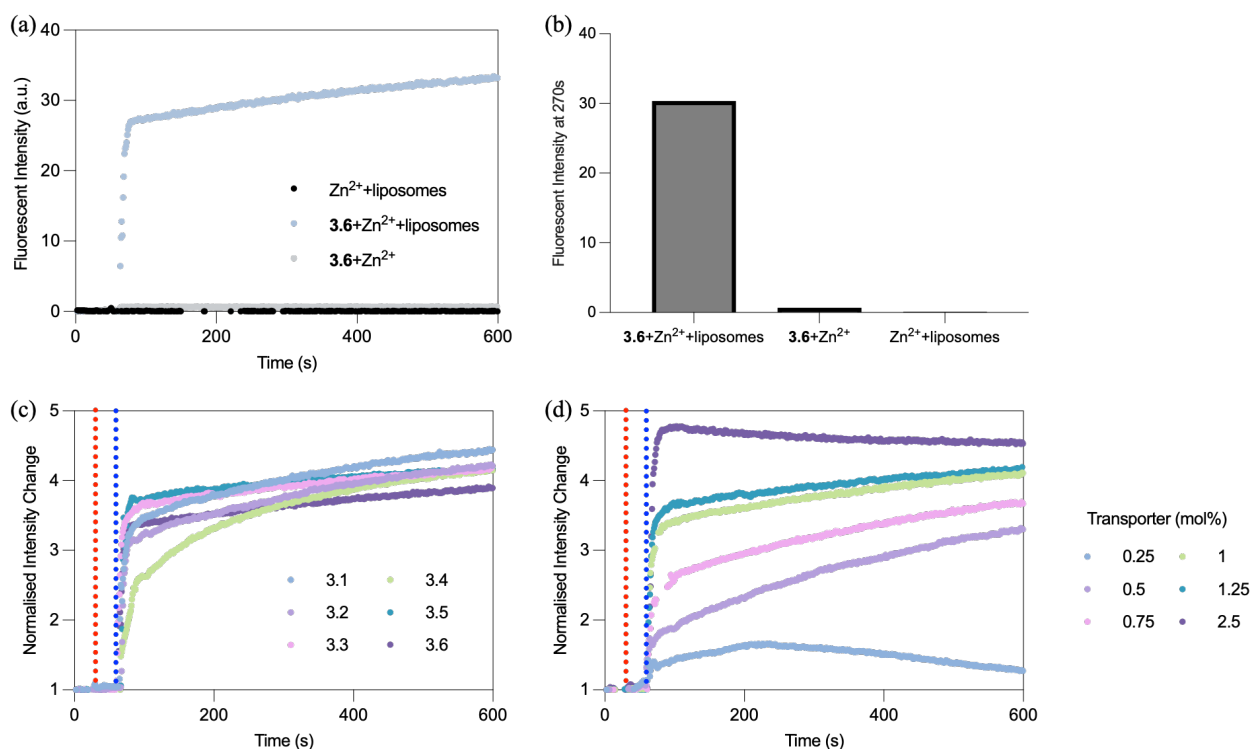 (a)
Fluorescent Intensity (a.u.)
40
30
20
10
0
Zn²⁺+liposomes
3.6+Zn²⁺+liposomes
3.6+Zn²⁺
0 200 400 600
Time (s)
(b)
Fluorescent Intensity at 270s
40
30
20
10
0
3.6+Zn²⁺+liposomes 3.6+Zn²⁺ Zn²⁺+liposomes
(c)
Normalised Intensity Change
5
4
3
2
1
3.1 3.4
3.2 3.5
3.3 3.6
0 200 400 600
Time (s)
(d)
Normalised Intensity Change
5
4
3
2
1
0 200 400 600
Time (s)
Transporter (mol%)
0.25 1
0.5 1.25
0.75 2.5